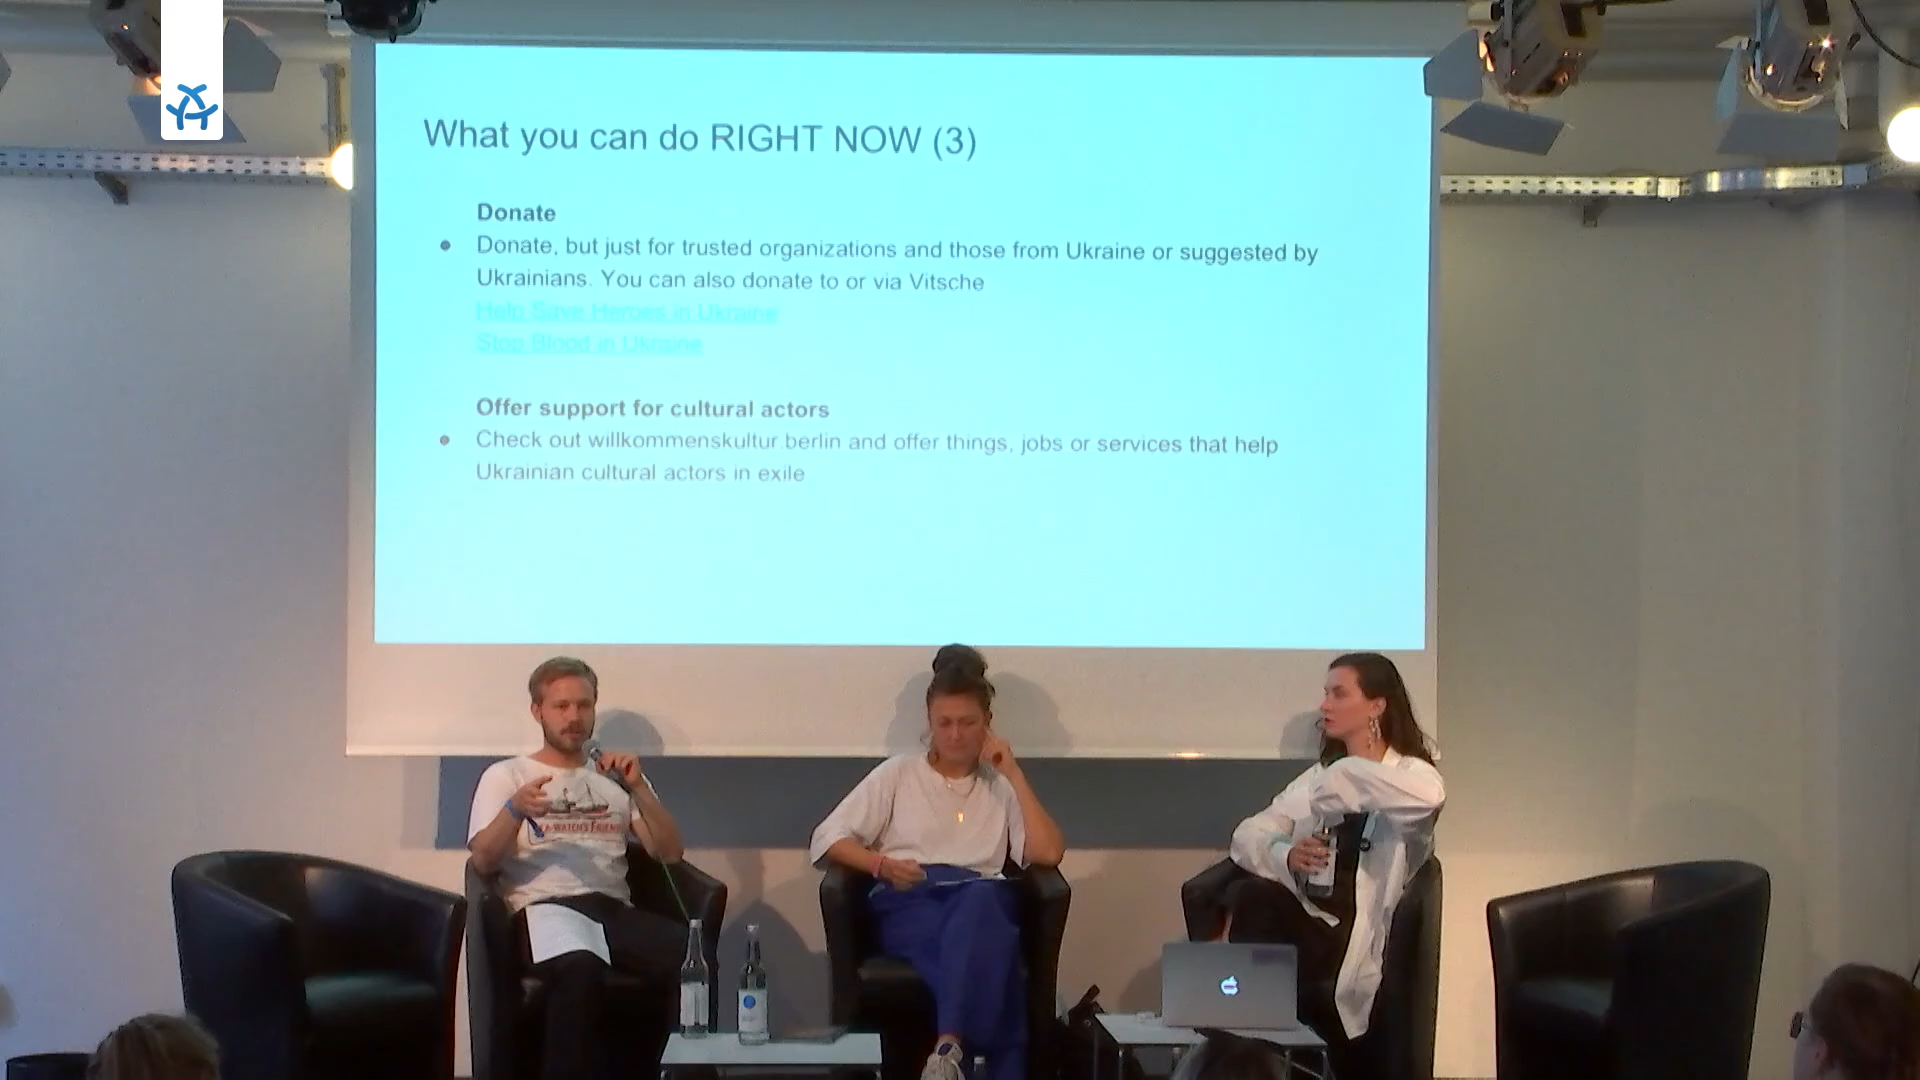 What you can do RIGHT NOW (3)
Donate
● Donate, but just for trusted organizations and those from Ukraine or suggested by
Ukrainians. You can also donate to or via Vitsche
Help Save Heroes in Ukraine
Stop Blood in Ukraine
Offer support for cultural actors
● Check out willkommenskultur berlin and offer things, jobs or services that help
Ukrainian cultural actors in exile